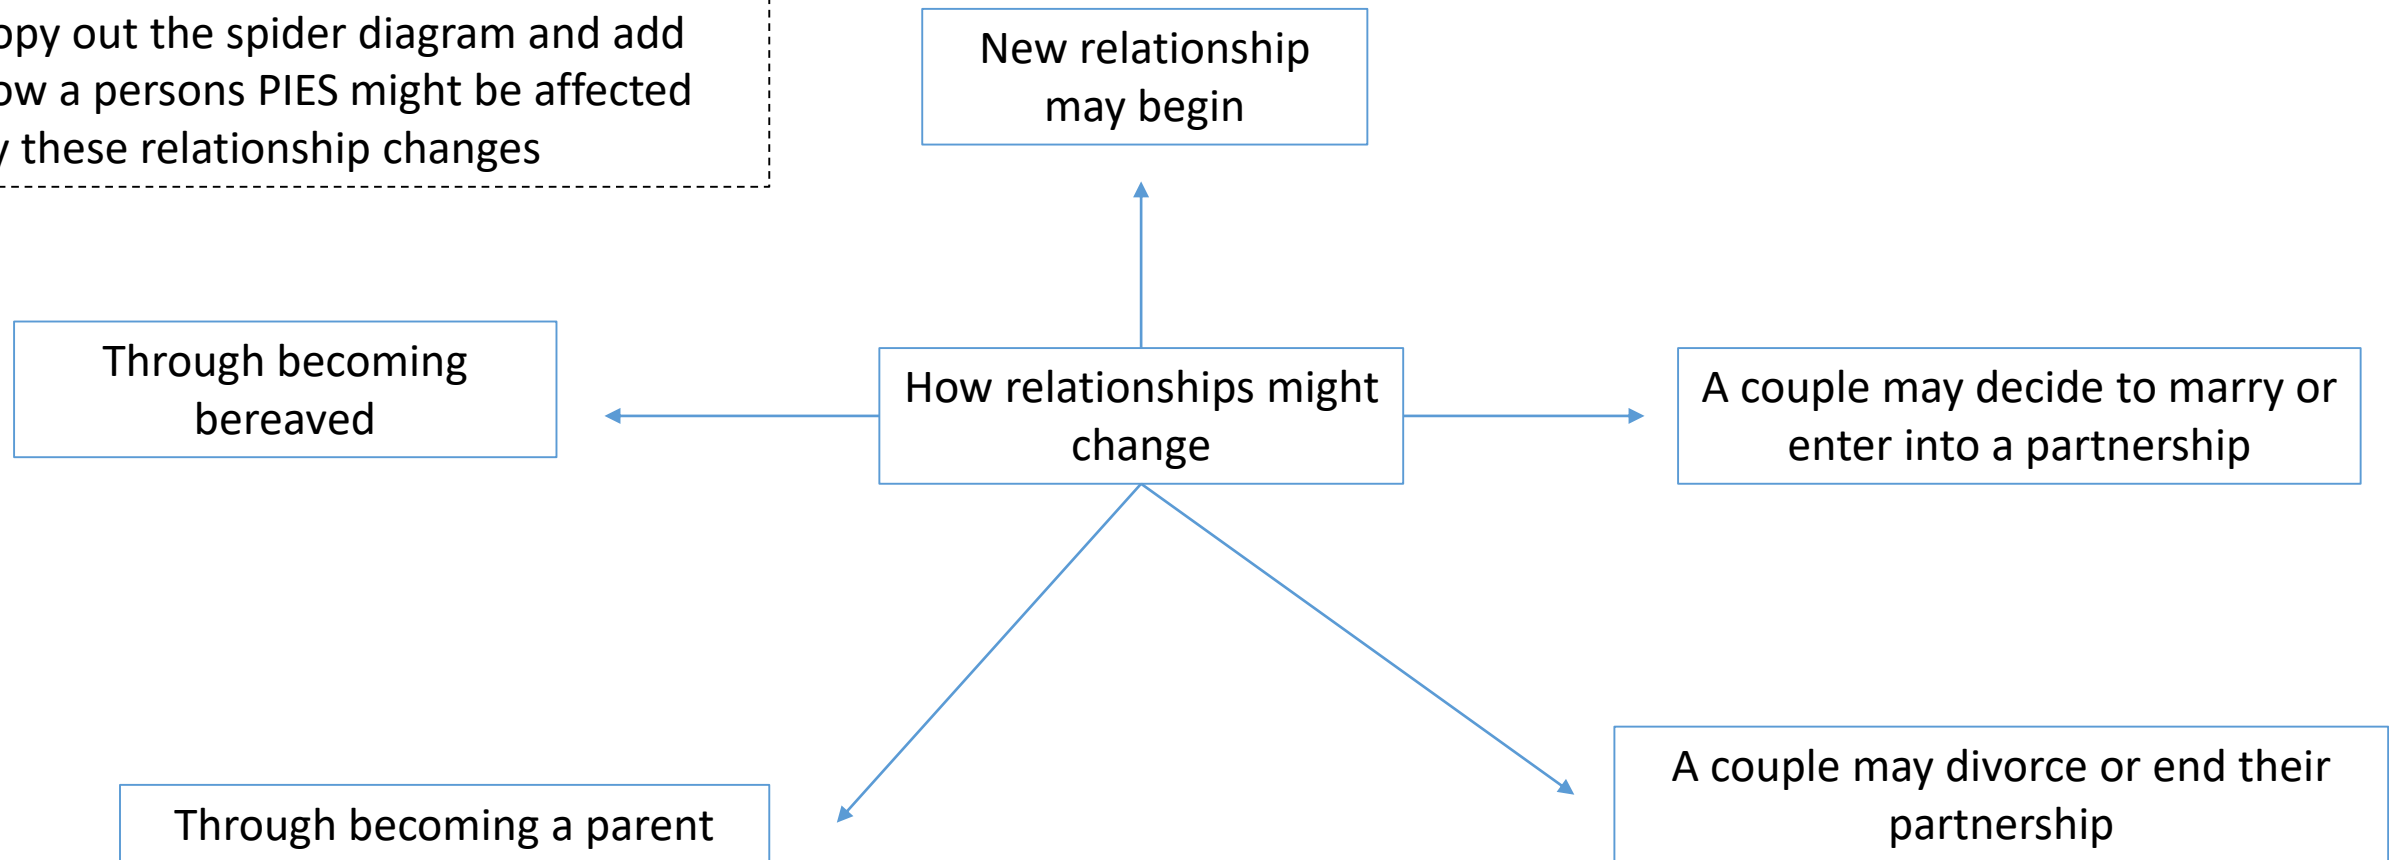 opy out the spider diagram and add
ow a persons PIES might be affected
y these relationship changes
New relationship
may begin
Through becoming
bereaved
How relationships might
change
A couple may decide to marry or
enter into a partnership
Through becoming a parent
A couple may divorce or end their
partnership